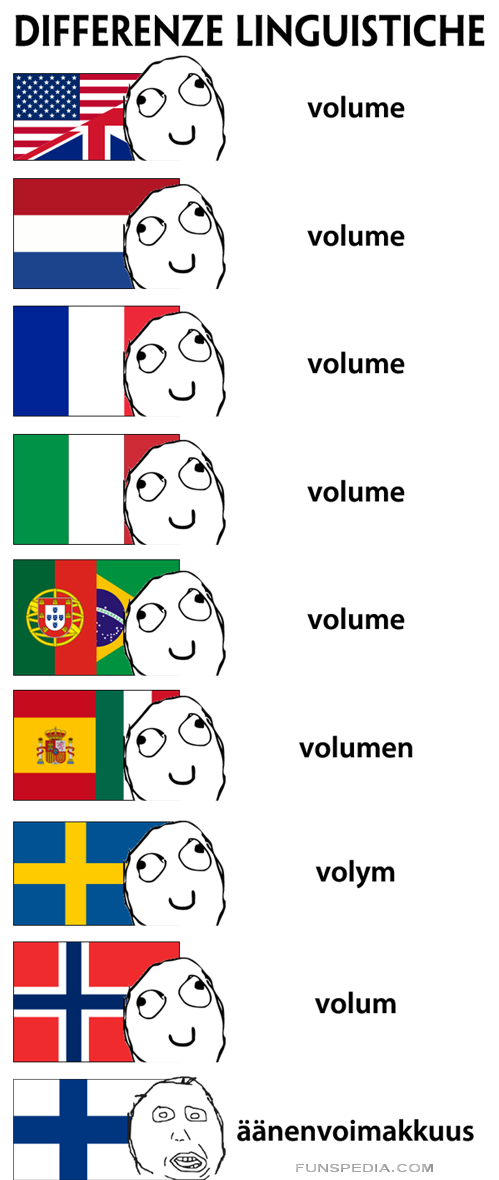 DIFFERENZE LINGUISTICHE
volume
volume
volume
volume
volume
volumen
volym
volum
äänenvoimakkuus
FUNSPEDIA.COM